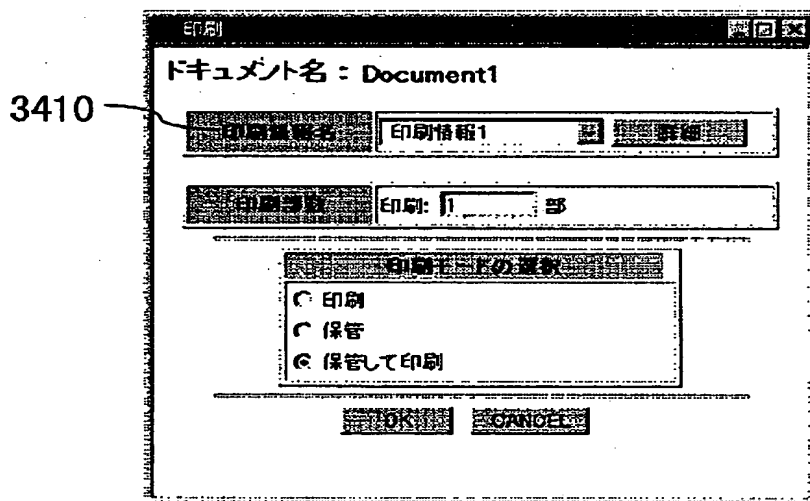 印刷
ドキュメント名：Document1
3410
印刷情報名 印刷情報1 詳細
印刷部数 印刷: 1 部
印刷モードの選択
印刷
保管
保管して印刷
OK CANCEL